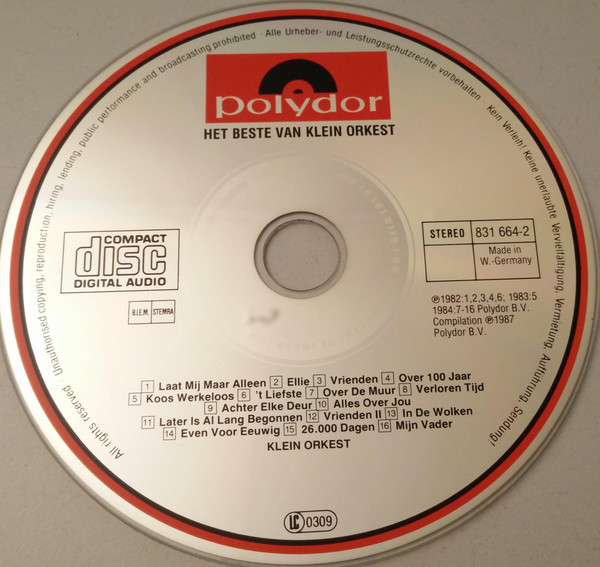 All rights reserved · Unauthorised copying, reproduction, hiring, lending, public performance and broadcasting prohibited · Alle Urheber- und Leistungsschutzrechte vorbehalten · Kein Verleih! Keine unerlaubte Vervielfältigung, Vermietung, Aufführung, Sendung!
polydor
HET BESTE VAN KLEIN ORKEST
COMPACT
disc
DIGITAL AUDIO
B.I.E.M. STEMRA
STEREO 831 664-2
Made in
W.-Germany
℗1982:1,2,3,4,6; 1983:5
1984:7-16 Polydor B.V.
Compilation ℗1987
Polydor B.V.
1 Laat Mij Maar Alleen 2 Ellie 3 Vrienden 4 Over 100 Jaar
5 Koos Werkeloos 6 't Liefste 7 Over De Muur 8 Verloren Tijd
9 Achter Elke Deur 10 Alles Over Jou
11 Later Is Al Lang Begonnen 12 Vrienden II 13 In De Wolken
14 Even Voor Eeuwig 15 26.000 Dagen 16 Mijn Vader
KLEIN ORKEST
LC 0309